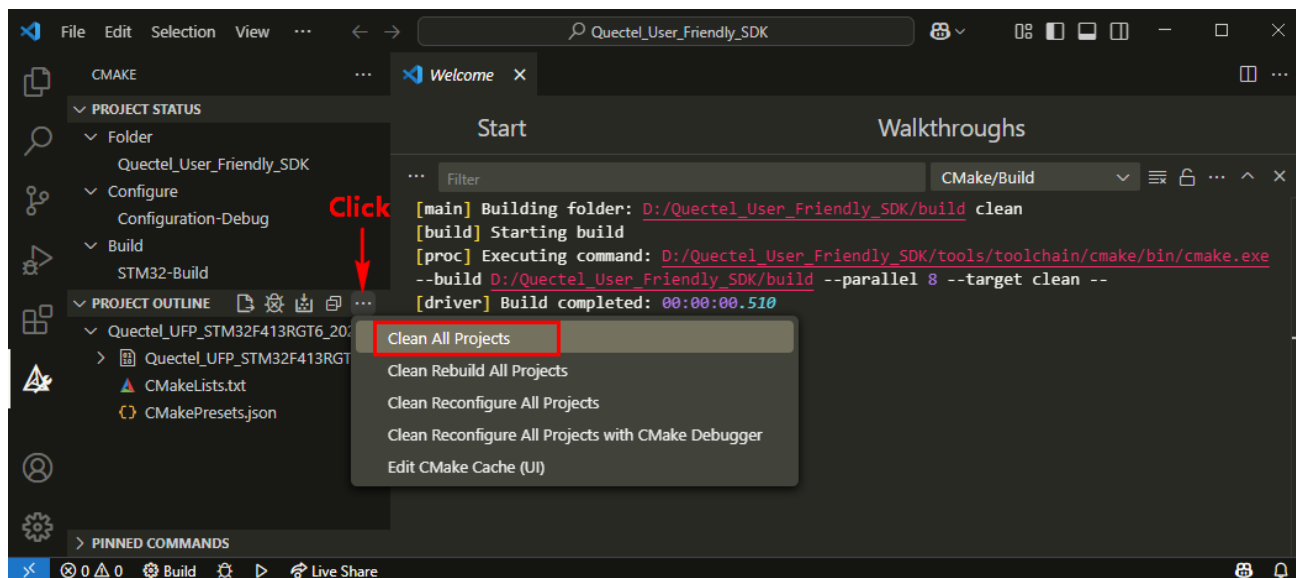 File Edit Selection View ··· Quectel_User_Friendly_SDK
CMAKE
Welcome
PROJECT STATUS
Folder
Quectel_User_Friendly_SDK
Configure
Configuration-Debug
Build
STM32-Build
PROJECT OUTLINE
Quectel_UFP_STM32F413RGT6_20
Quectel_UFP_STM32F413RGT
CMakeLists.txt
CMakePresets.json
PINNED COMMANDS
Click
Start Walkthroughs
Filter CMake/Build
[main] Building folder: D:/Quectel_User_Friendly_SDK/build clean
[build] Starting build
[proc] Executing command: D:/Quectel_User_Friendly_SDK/tools/toolchain/cmake/bin/cmake.exe
--build D:/Quectel_User_Friendly_SDK/build --parallel 8 --target clean --
[driver] Build completed: 00:00:00.510
Clean All Projects
Clean Rebuild All Projects
Clean Reconfigure All Projects
Clean Reconfigure All Projects with CMake Debugger
Edit CMake Cache (UI)
0 0 Build Live Share